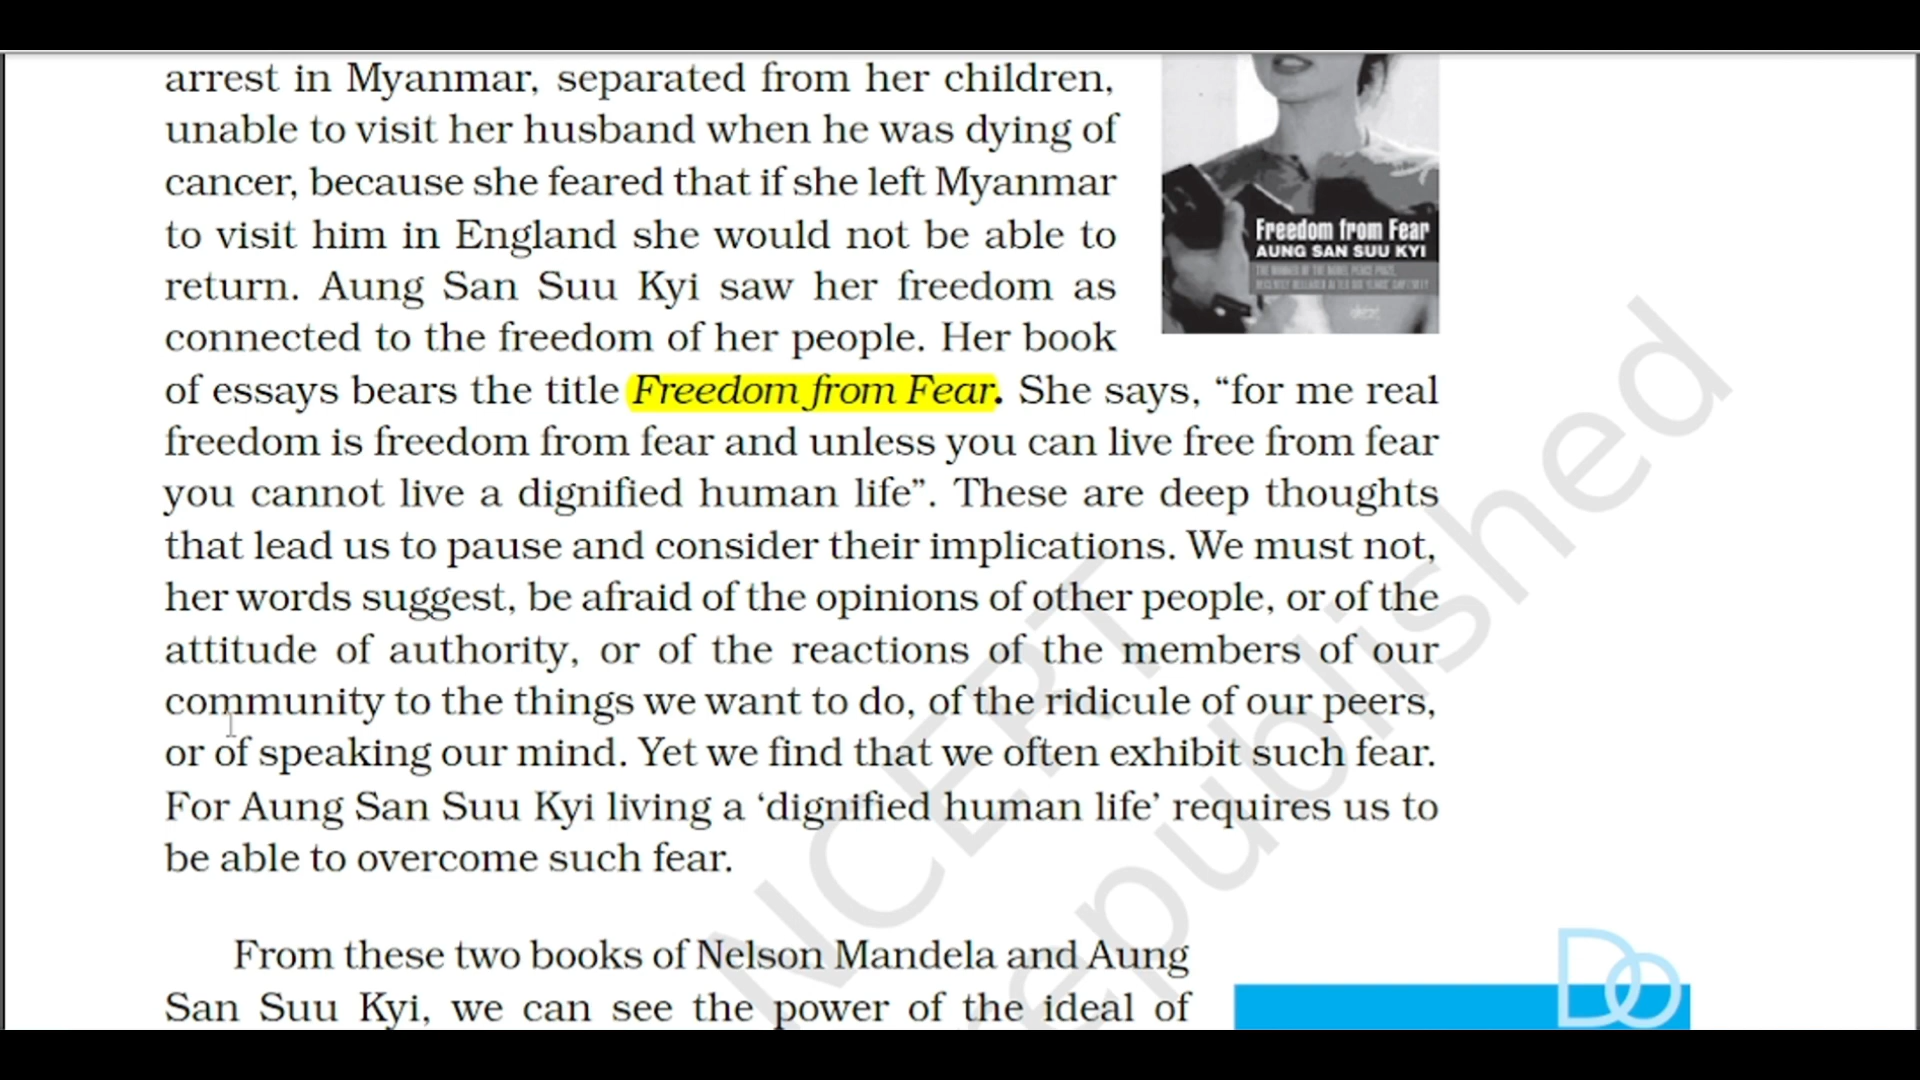 arrest in Myanmar, separated from her children,
unable to visit her husband when he was dying of
cancer, because she feared that if she left Myanmar
to visit him in England she would not be able to
return. Aung San Suu Kyi saw her freedom as
connected to the freedom of her people. Her book
of essays bears the title Freedom from Fear. She says, “for me real
freedom is freedom from fear and unless you can live free from fear
you cannot live a dignified human life”. These are deep thoughts
that lead us to pause and consider their implications. We must not,
her words suggest, be afraid of the opinions of other people, or of the
attitude of authority, or of the reactions of the members of our
community to the things we want to do, of the ridicule of our peers,
or of speaking our mind. Yet we find that we often exhibit such fear.
For Aung San Suu Kyi living a ‘dignified human life’ requires us to
be able to overcome such fear.
From these two books of Nelson Mandela and Aung
San Suu Kyi, we can see the power of the ideal of
Freedom from Fear
AUNG SAN SUU KYI
THE WINNER OF THE NOBEL PEACE PRIZE,
NCERT
republished
DO